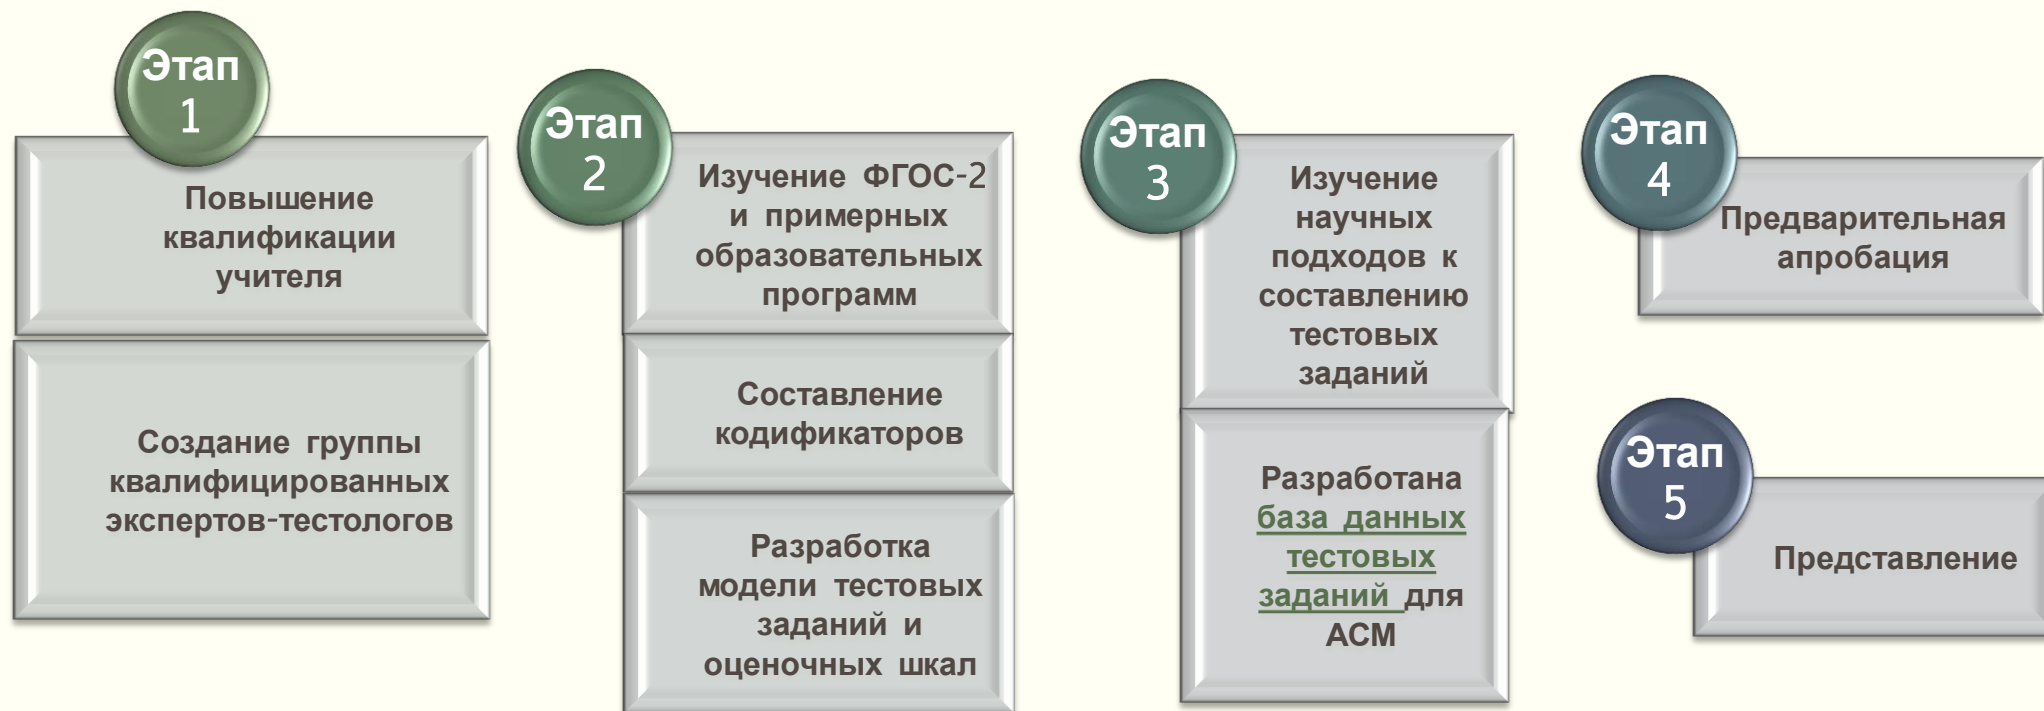 Этап
1
Повышение
квалификации
учителя
Создание группы
квалифицированных
экспертов-тестологов
Этап
2
Изучение ФГОС-2
и примерных
образовательных
программ
Составление
кодификаторов
Разработка
модели тестовых
заданий и
оценочных шкал
Этап
3
Изучение
научных
подходов к
составлению
тестовых
заданий
Разработана
база данных
тестовых
заданий для
АСМ
Этап
4
Предварительная
апробация
Этап
5
Представление